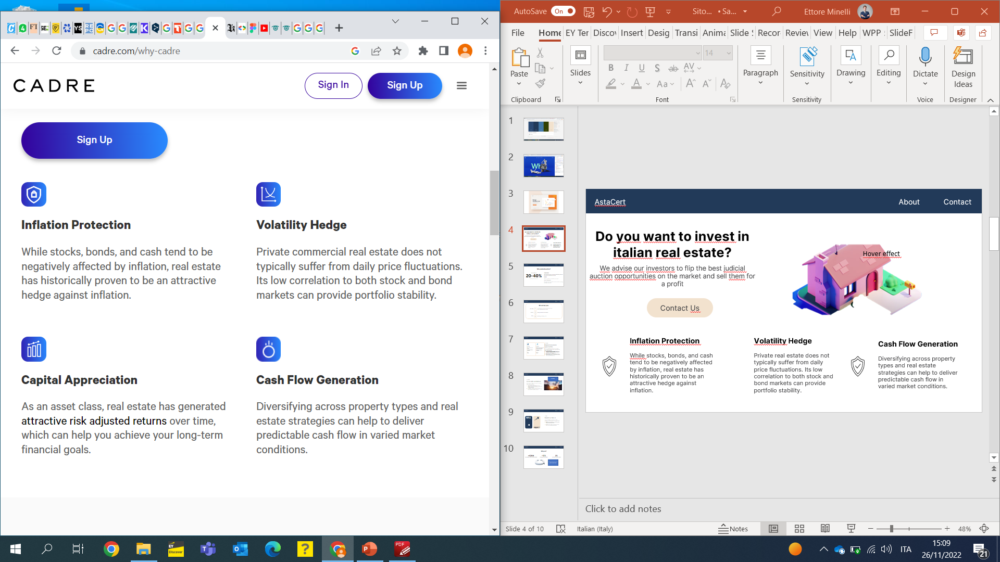 cadre.com/why-cadre
CADRE
Sign In
Sign Up
Sign Up
Inflation Protection
While stocks, bonds, and cash tend to be
negatively affected by inflation, real estate
has historically proven to be an attractive
hedge against inflation.
Volatility Hedge
Private commercial real estate does not
typically suffer from daily price fluctuations.
Its low correlation to both stock and bond
markets can provide portfolio stability.
Capital Appreciation
As an asset class, real estate has generated
attractive risk adjusted returns over time,
which can help you achieve your long-term
financial goals.
Cash Flow Generation
Diversifying across property types and real
estate strategies can help to deliver
predictable cash flow in varied market
conditions.
AutoSave On
Sito... • Sa...
Ettore Minelli
File Home EY Ter Discov Insert Desig Transi Anima Slide S Recor Review View Help WPP SlideF
Paste
Slides
14
Paragraph
Sensitivity
Drawing
Editing
Dictate
Design
Ideas
Clipboard
Font
Sensitivity
Voice
Designer
1
2
3
4
5
20-40%
6
7
8
9
SELL
RENT
10
AstaCert
About
Contact
Do you want to invest in
italian real estate?
We advise our investors to flip the best judicial
auction opportunities on the market and sell them for
a profit
Contact Us
Hover effect
Inflation Protection
While stocks, bonds, and cash
tend to be negatively affected
by inflation, real estate has
historically proven to be an
attractive hedge against
inflation.
Volatility Hedge
Private real estate does not
typically suffer from daily
price fluctuations. Its low
correlation to both stock and
bond markets can provide
portfolio stability.
Cash Flow Generation
Diversifying across property
types and real estate
strategies can help to deliver
predictable cash flow in
varied market conditions.
Click to add notes
Slide 4 of 10
Italian (Italy)
Notes
48%
EY
Discover
PDF
ITA
15:09
26/11/2022
21